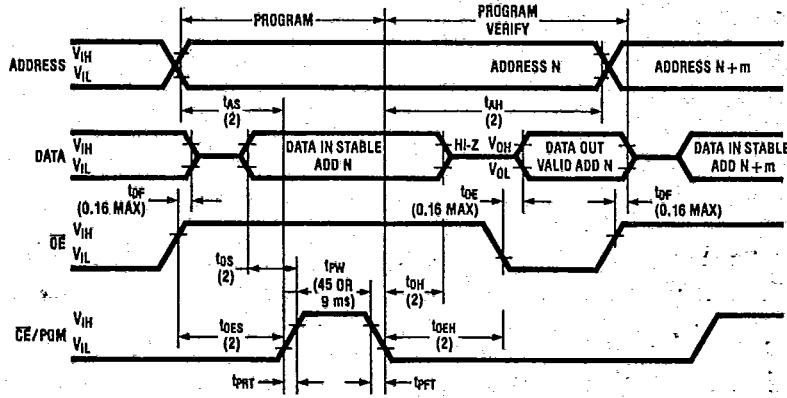 PROGRAM
PROGRAM
VERIFY
ADDRESS
VIH
VIL
ADDRESS N
ADDRESS N+m
tAS
(2)
tAH
(2)
DATA
VIH
VIL
DATA IN STABLE
ADD N
HI-Z
VOH
VOL
DATA OUT
VALID ADD N
DATA IN STABLE
ADD N+m
tDF
(0.16 MAX)
tOE
(0.16 MAX)
tDF
(0.16 MAX)
OE
VIH
VIL
tDS
(2)
tPW
(45 OR
9 ms)
tDH
(2)
CE/PGM
VIH
VIL
tOES
(2)
tOEH
(2)
tPRT
tPFT